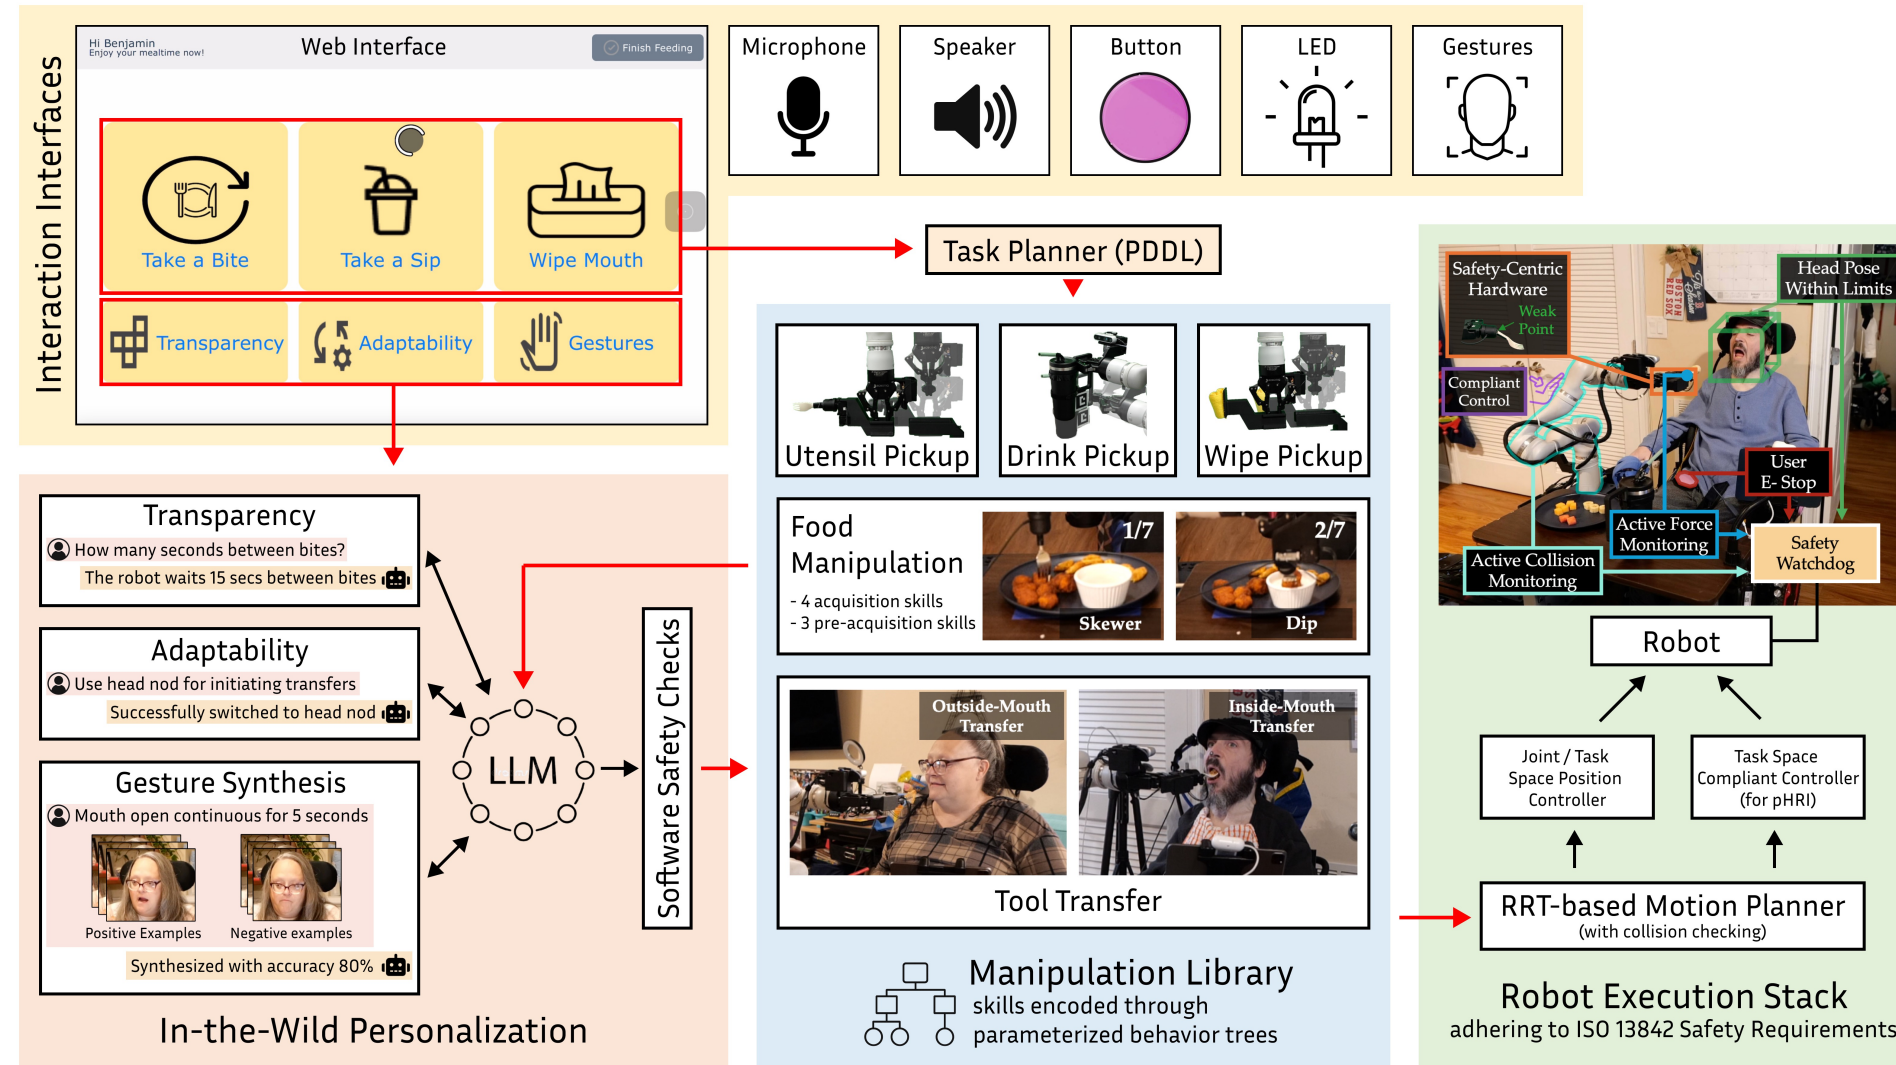 Interaction Interfaces
Hi Benjamin
Enjoy your mealtime now!
Web Interface
Finish Feeding
Take a Bite
Take a Sip
Wipe Mouth
Transparency
Adaptability
Gestures
Microphone
Speaker
Button
LED
Gestures
Task Planner (PDDL)
Transparency
How many seconds between bites?
The robot waits 15 secs between bites
Adaptability
Use head nod for initiating transfers
Successfully switched to head nod
Gesture Synthesis
Mouth open continuous for 5 seconds
Positive Examples
Negative examples
Synthesized with accuracy 80%
LLM
Software Safety Checks
In-the-Wild Personalization
Utensil Pickup
Drink Pickup
Wipe Pickup
Food
Manipulation
- 4 acquisition skills
- 3 pre-acquisition skills
1/7
Skewer
2/7
Dip
Outside-Mouth
Transfer
Inside-Mouth
Transfer
Tool Transfer
Manipulation Library
skills encoded through
parameterized behavior trees
Safety-Centric
Hardware
Weak
Point
Head Pose
Within Limits
Compliant
Control
User
E- Stop
Active Force
Monitoring
Active Collision
Monitoring
Safety
Watchdog
BOSTON
RED SOX
Robot
Joint / Task
Space Position
Controller
Task Space
Compliant Controller
(for pHRI)
RRT-based Motion Planner
(with collision checking)
Robot Execution Stack
adhering to ISO 13842 Safety Requirements